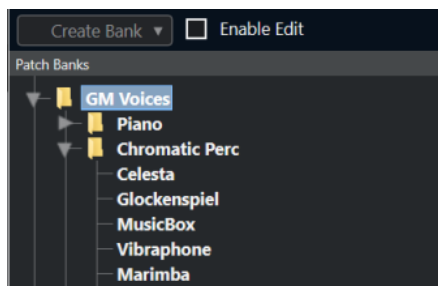 Create Bank Enable Edit
Patch Banks
GM Voices
Piano
Chromatic Perc
Celesta
Glockenspiel
MusicBox
Vibraphone
Marimba